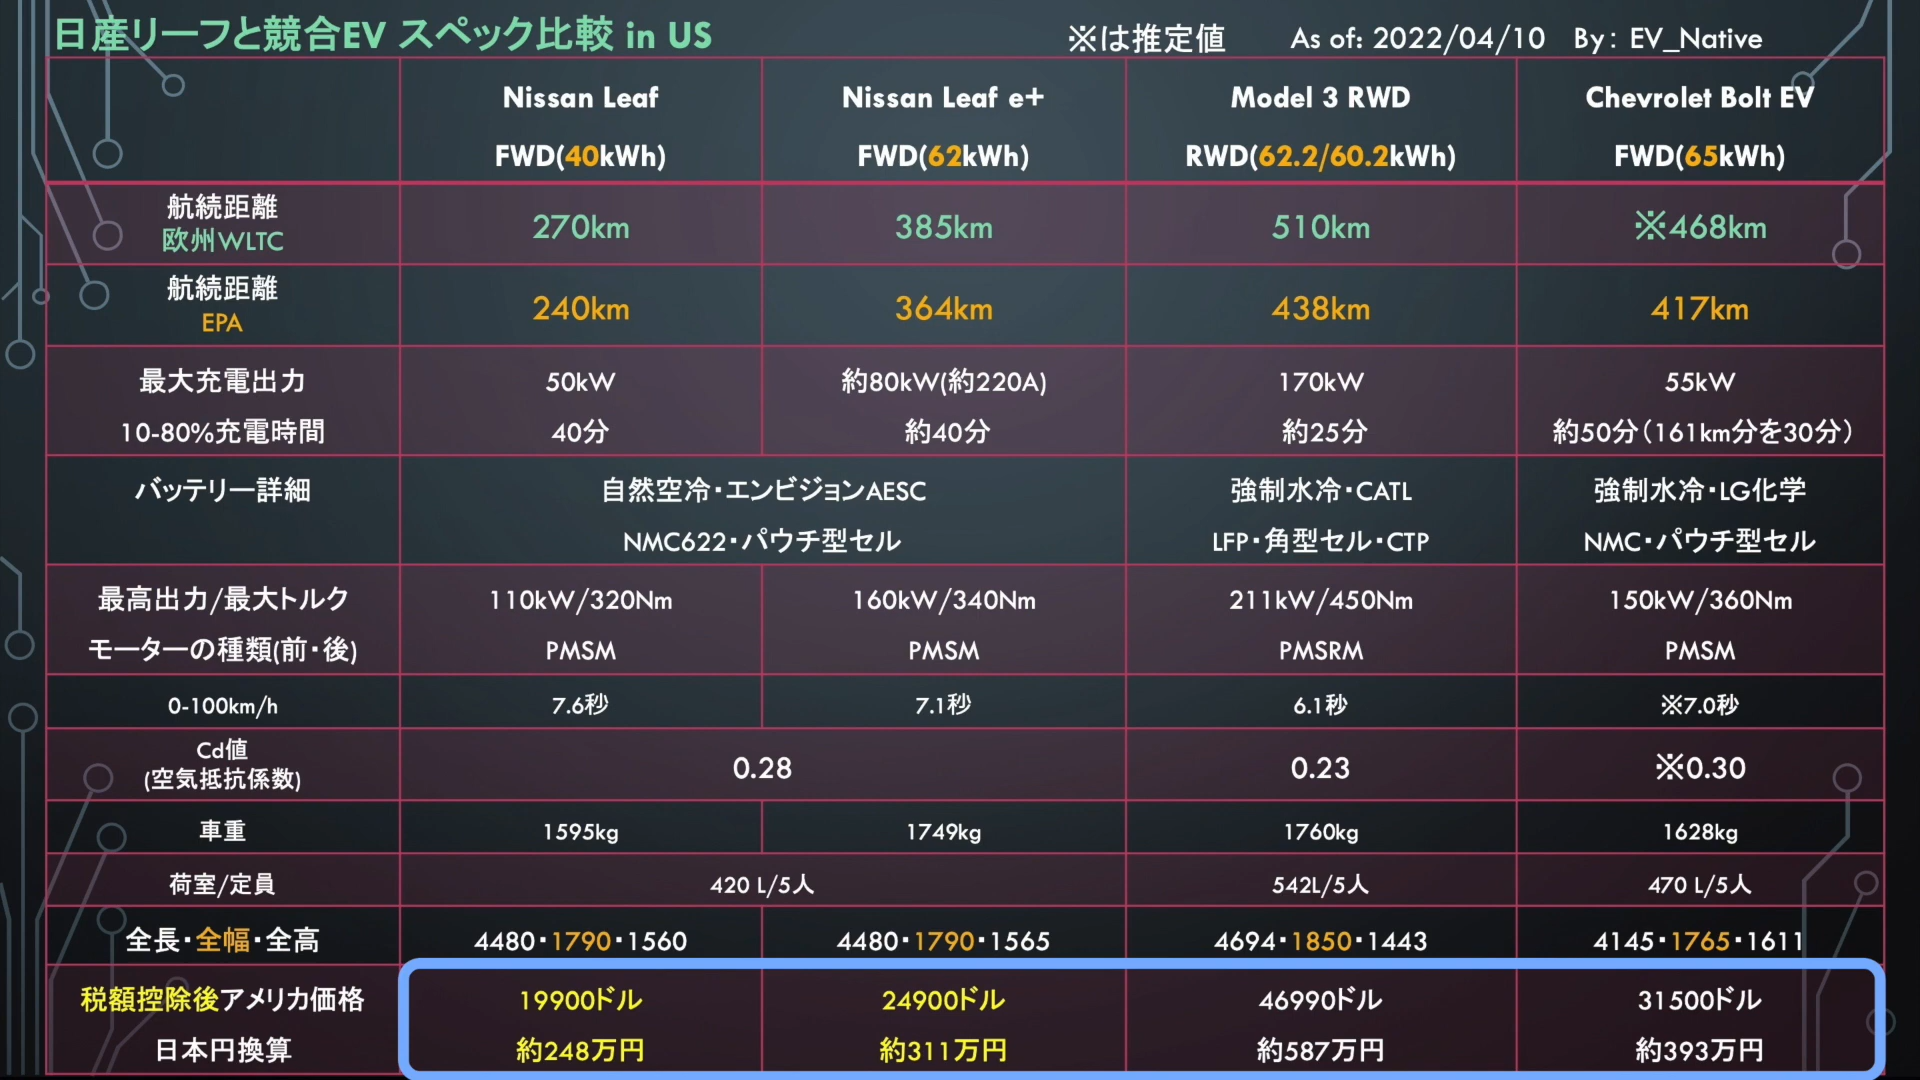 日産リーフと競合EV スペック比較 in US
※は推定値 As of: 2022/04/10 By: EV_Native
Nissan Leaf Nissan Leaf e+ Model 3 RWD Chevrolet Bolt EV
FWD(40kWh) FWD(62kWh) RWD(62.2/60.2kWh) FWD(65kWh)
航続距離
欧州WLTC 270km 385km 510km ※468km
航続距離
EPA 240km 364km 438km 417km
最大充電出力 50kW 約80kW(約220A) 170kW 55kW
10-80%充電時間 40分 約40分 約25分 約50分(161km分を30分)
バッテリー詳細 自然空冷・エンビジョンAESC 強制水冷・CATL 強制水冷・LG化学
NMC622・パウチ型セル LFP・角型セル・CTP NMC・パウチ型セル
最高出力/最大トルク 110kW/320Nm 160kW/340Nm 211kW/450Nm 150kW/360Nm
モーターの種類(前・後) PMSM PMSM PMSRM PMSM
0-100km/h 7.6秒 7.1秒 6.1秒 ※7.0秒
Cd値
(空気抵抗係数) 0.28 0.23 ※0.30
車重 1595kg 1749kg 1760kg 1628kg
荷室/定員 420 L/5人 542L/5人 470 L/5人
全長・全幅・全高 4480・1790・1560 4480・1790・1565 4694・1850・1443 4145・1765・1611
税額控除後アメリカ価格 19900ドル 24900ドル 46990ドル 31500ドル
日本円換算 約248万円 約311万円 約587万円 約393万円